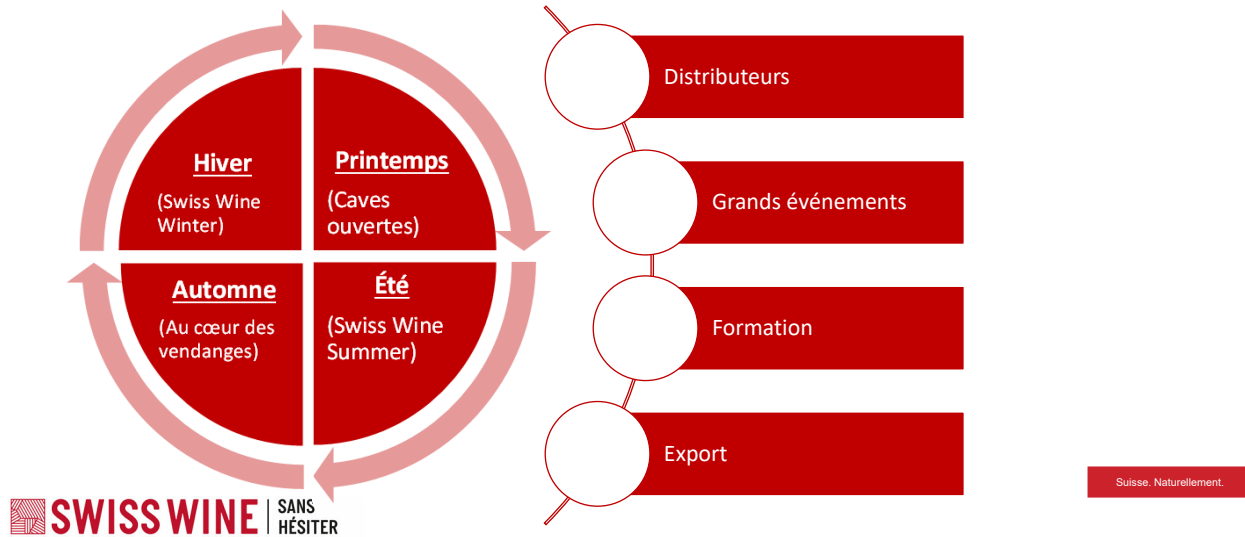 Hiver
(Swiss Wine
Winter)
Printemps
(Caves
ouvertes)
Automne
(Au cœur des
vendanges)
Été
(Swiss Wine
Summer)
Distributeurs
Grands événements
Formation
Export
SWISS WINE
SANS
HÉSITER
Suisse. Naturellement.